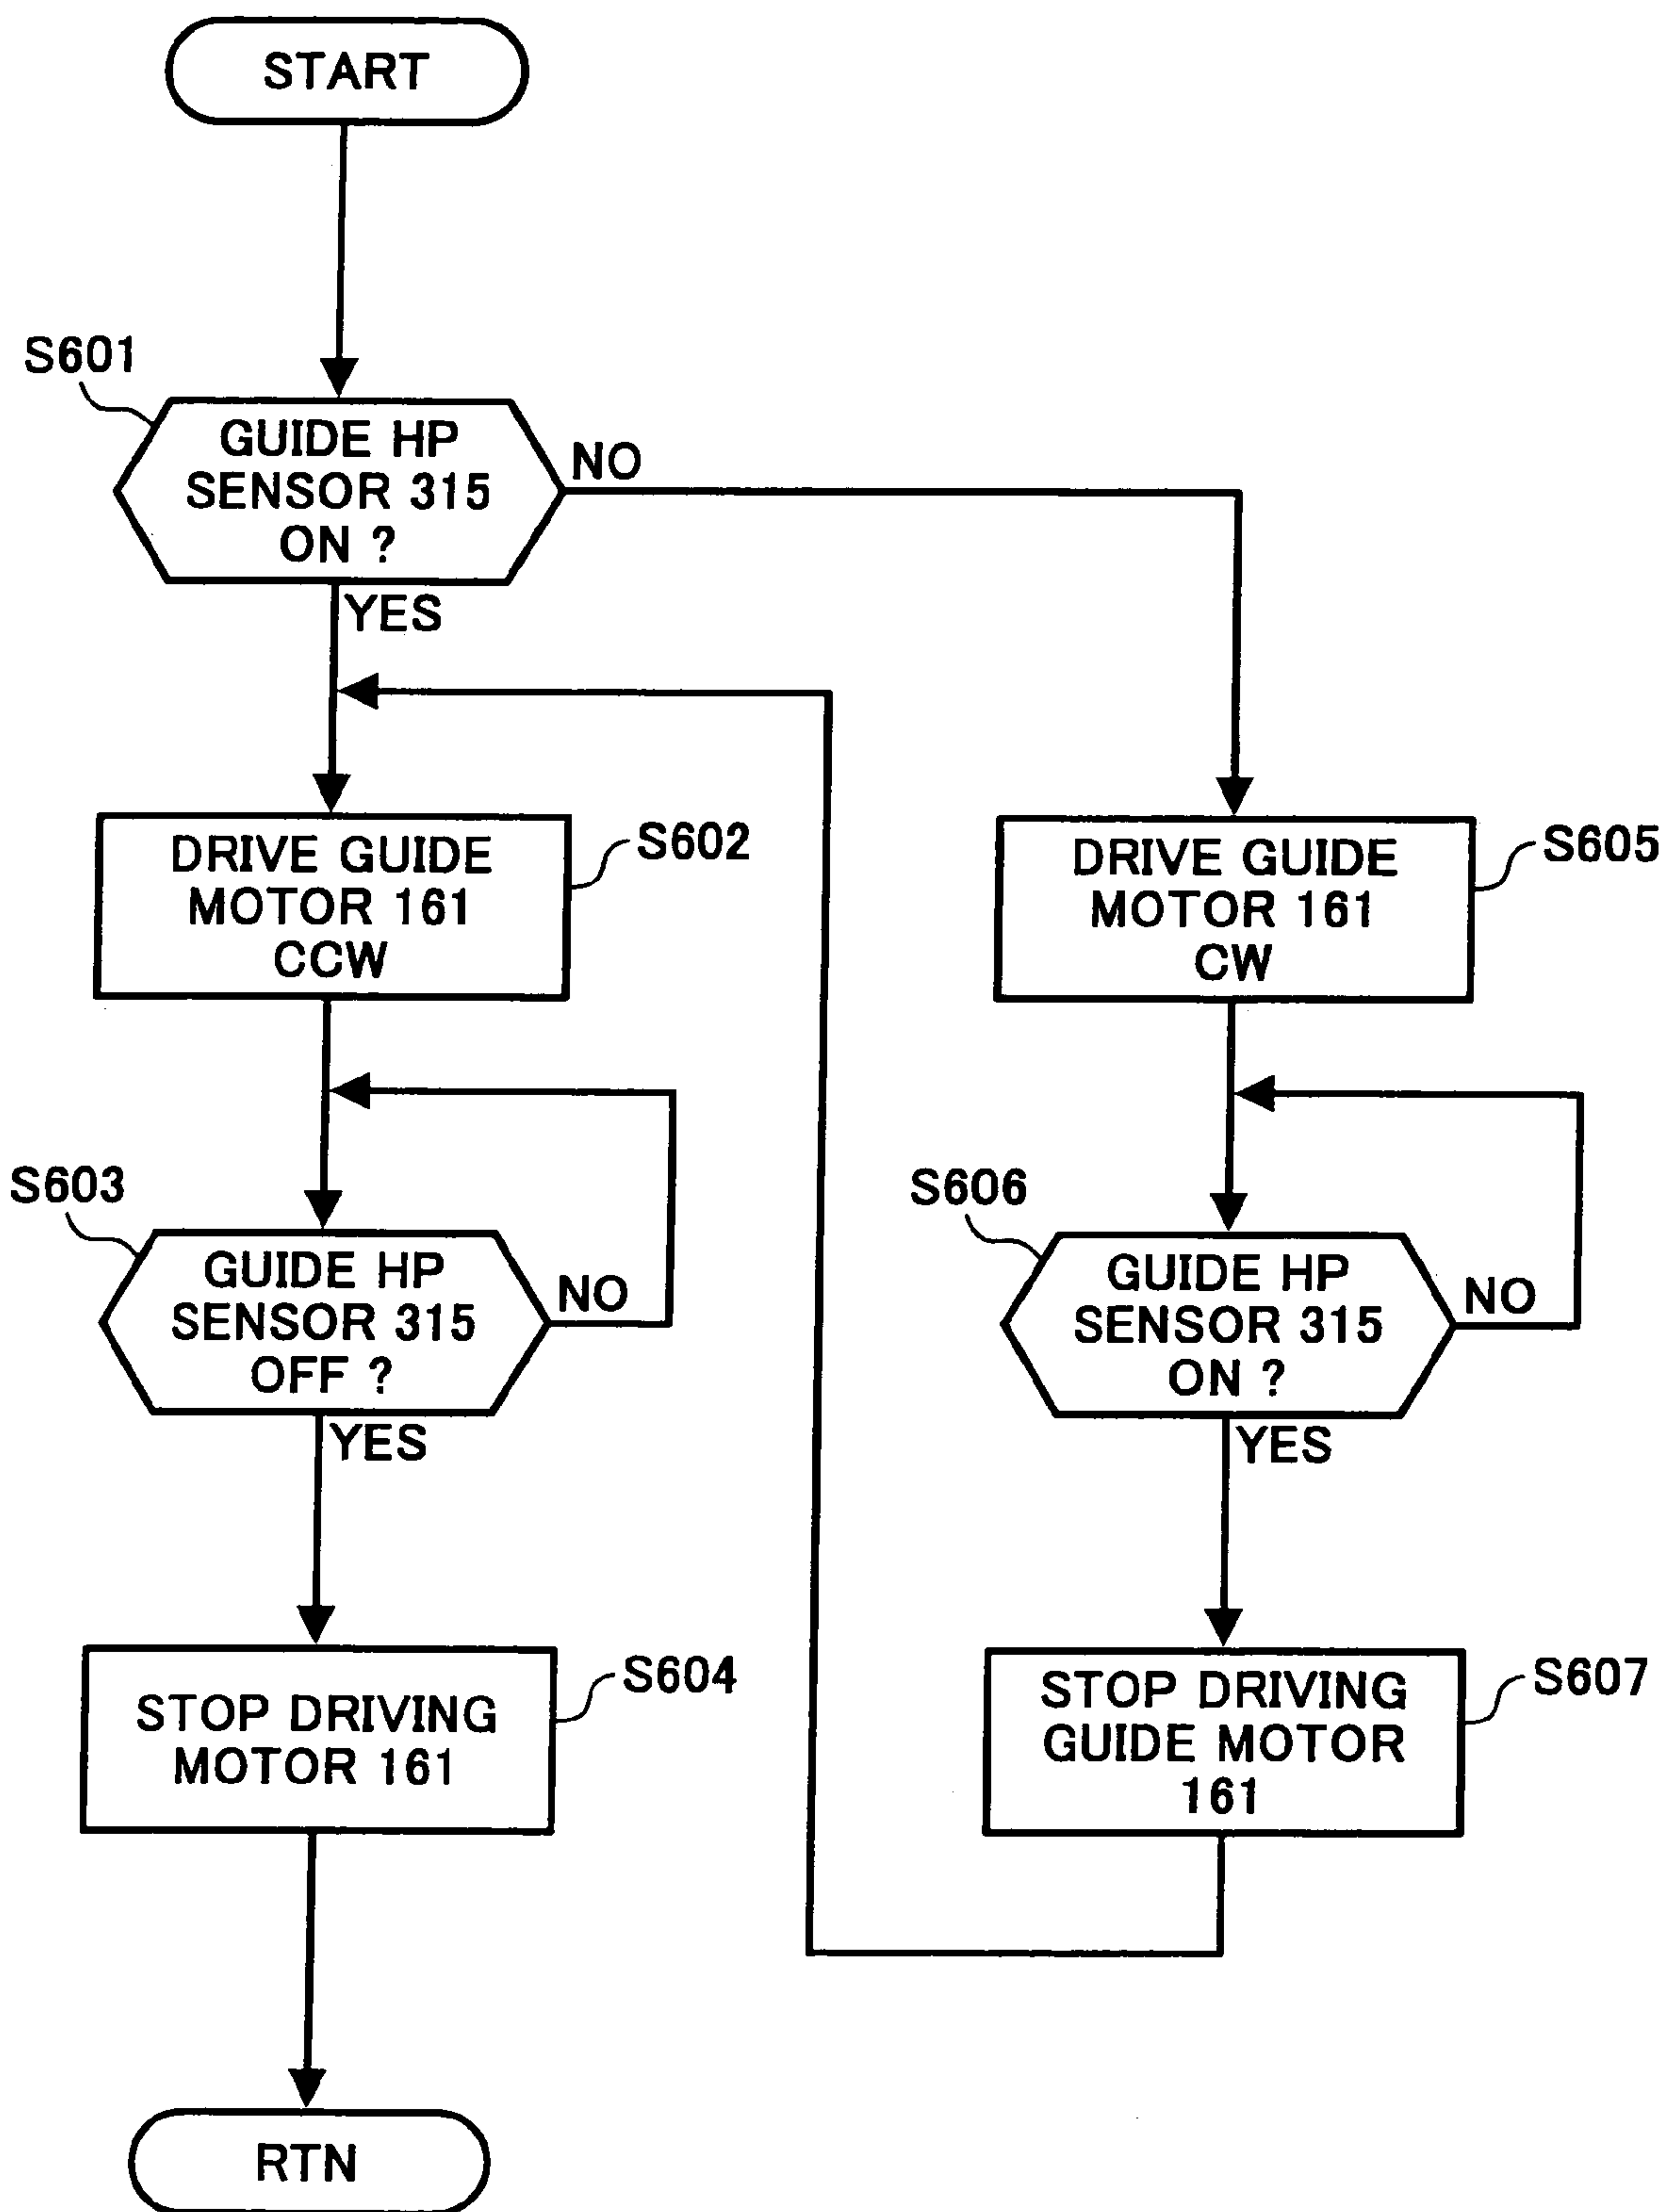 START
S601
GUIDE HP
SENSOR 315
ON ?
NO
YES
DRIVE GUIDE
MOTOR 161
CCW
S602
S603
GUIDE HP
SENSOR 315
OFF ?
NO
YES
STOP DRIVING
MOTOR 161
S604
RTN
DRIVE GUIDE
MOTOR 161
CW
S605
S606
GUIDE HP
SENSOR 315
ON ?
NO
YES
STOP DRIVING
GUIDE MOTOR
161
S607